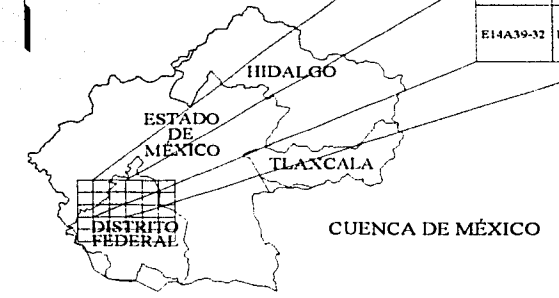 E14A39-32
HIDALGO
ESTADO
DE
MÉXICO
TLAXCALA
DISTRITO
FEDERAL
CUENCA DE MÉXICO